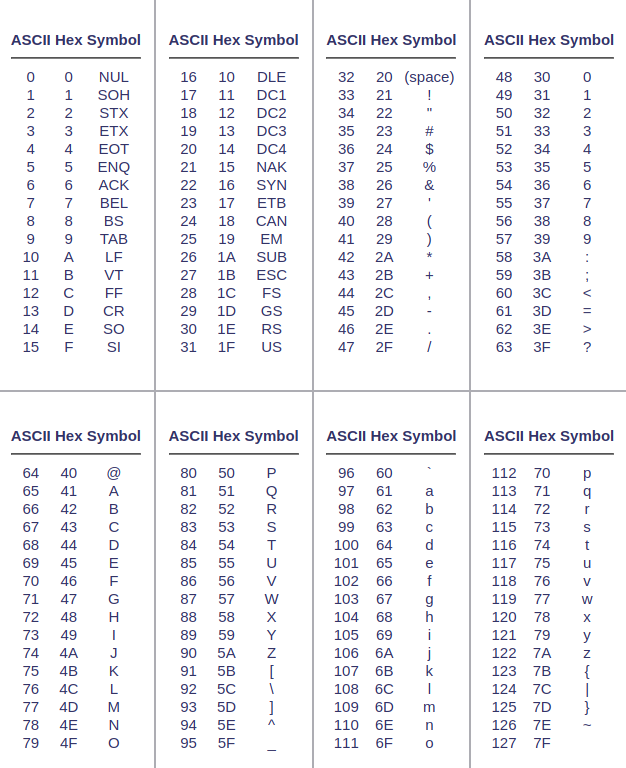 ASCII Hex Symbol
0 0 NUL
1 1 SOH
2 2 STX
3 3 ETX
4 4 EOT
5 5 ENQ
6 6 ACK
7 7 BEL
8 8 BS
9 9 TAB
10 A LF
11 B VT
12 C FF
13 D CR
14 E SO
15 F SI
ASCII Hex Symbol
16 10 DLE
17 11 DC1
18 12 DC2
19 13 DC3
20 14 DC4
21 15 NAK
22 16 SYN
23 17 ETB
24 18 CAN
25 19 EM
26 1A SUB
27 1B ESC
28 1C FS
29 1D GS
30 1E RS
31 1F US
ASCII Hex Symbol
32 20 (space)
33 21 !
34 22 "
35 23 #
36 24 $
37 25 %
38 26 &
39 27 '
40 28 (
41 29 )
42 2A *
43 2B +
44 2C ,
45 2D -
46 2E .
47 2F /
ASCII Hex Symbol
48 30 0
49 31 1
50 32 2
51 33 3
52 34 4
53 35 5
54 36 6
55 37 7
56 38 8
57 39 9
58 3A :
59 3B ;
60 3C <
61 3D =
62 3E >
63 3F ?
ASCII Hex Symbol
64 40 @
65 41 A
66 42 B
67 43 C
68 44 D
69 45 E
70 46 F
71 47 G
72 48 H
73 49 I
74 4A J
75 4B K
76 4C L
77 4D M
78 4E N
79 4F O
ASCII Hex Symbol
80 50 P
81 51 Q
82 52 R
83 53 S
84 54 T
85 55 U
86 56 V
87 57 W
88 58 X
89 59 Y
90 5A Z
91 5B [
92 5C \
93 5D ]
94 5E ^
95 5F _
ASCII Hex Symbol
96 60 `
97 61 a
98 62 b
99 63 c
100 64 d
101 65 e
102 66 f
103 67 g
104 68 h
105 69 i
106 6A j
107 6B k
108 6C l
109 6D m
110 6E n
111 6F o
ASCII Hex Symbol
112 70 p
113 71 q
114 72 r
115 73 s
116 74 t
117 75 u
118 76 v
119 77 w
120 78 x
121 79 y
122 7A z
123 7B {
124 7C |
125 7D }
126 7E ~
127 7F